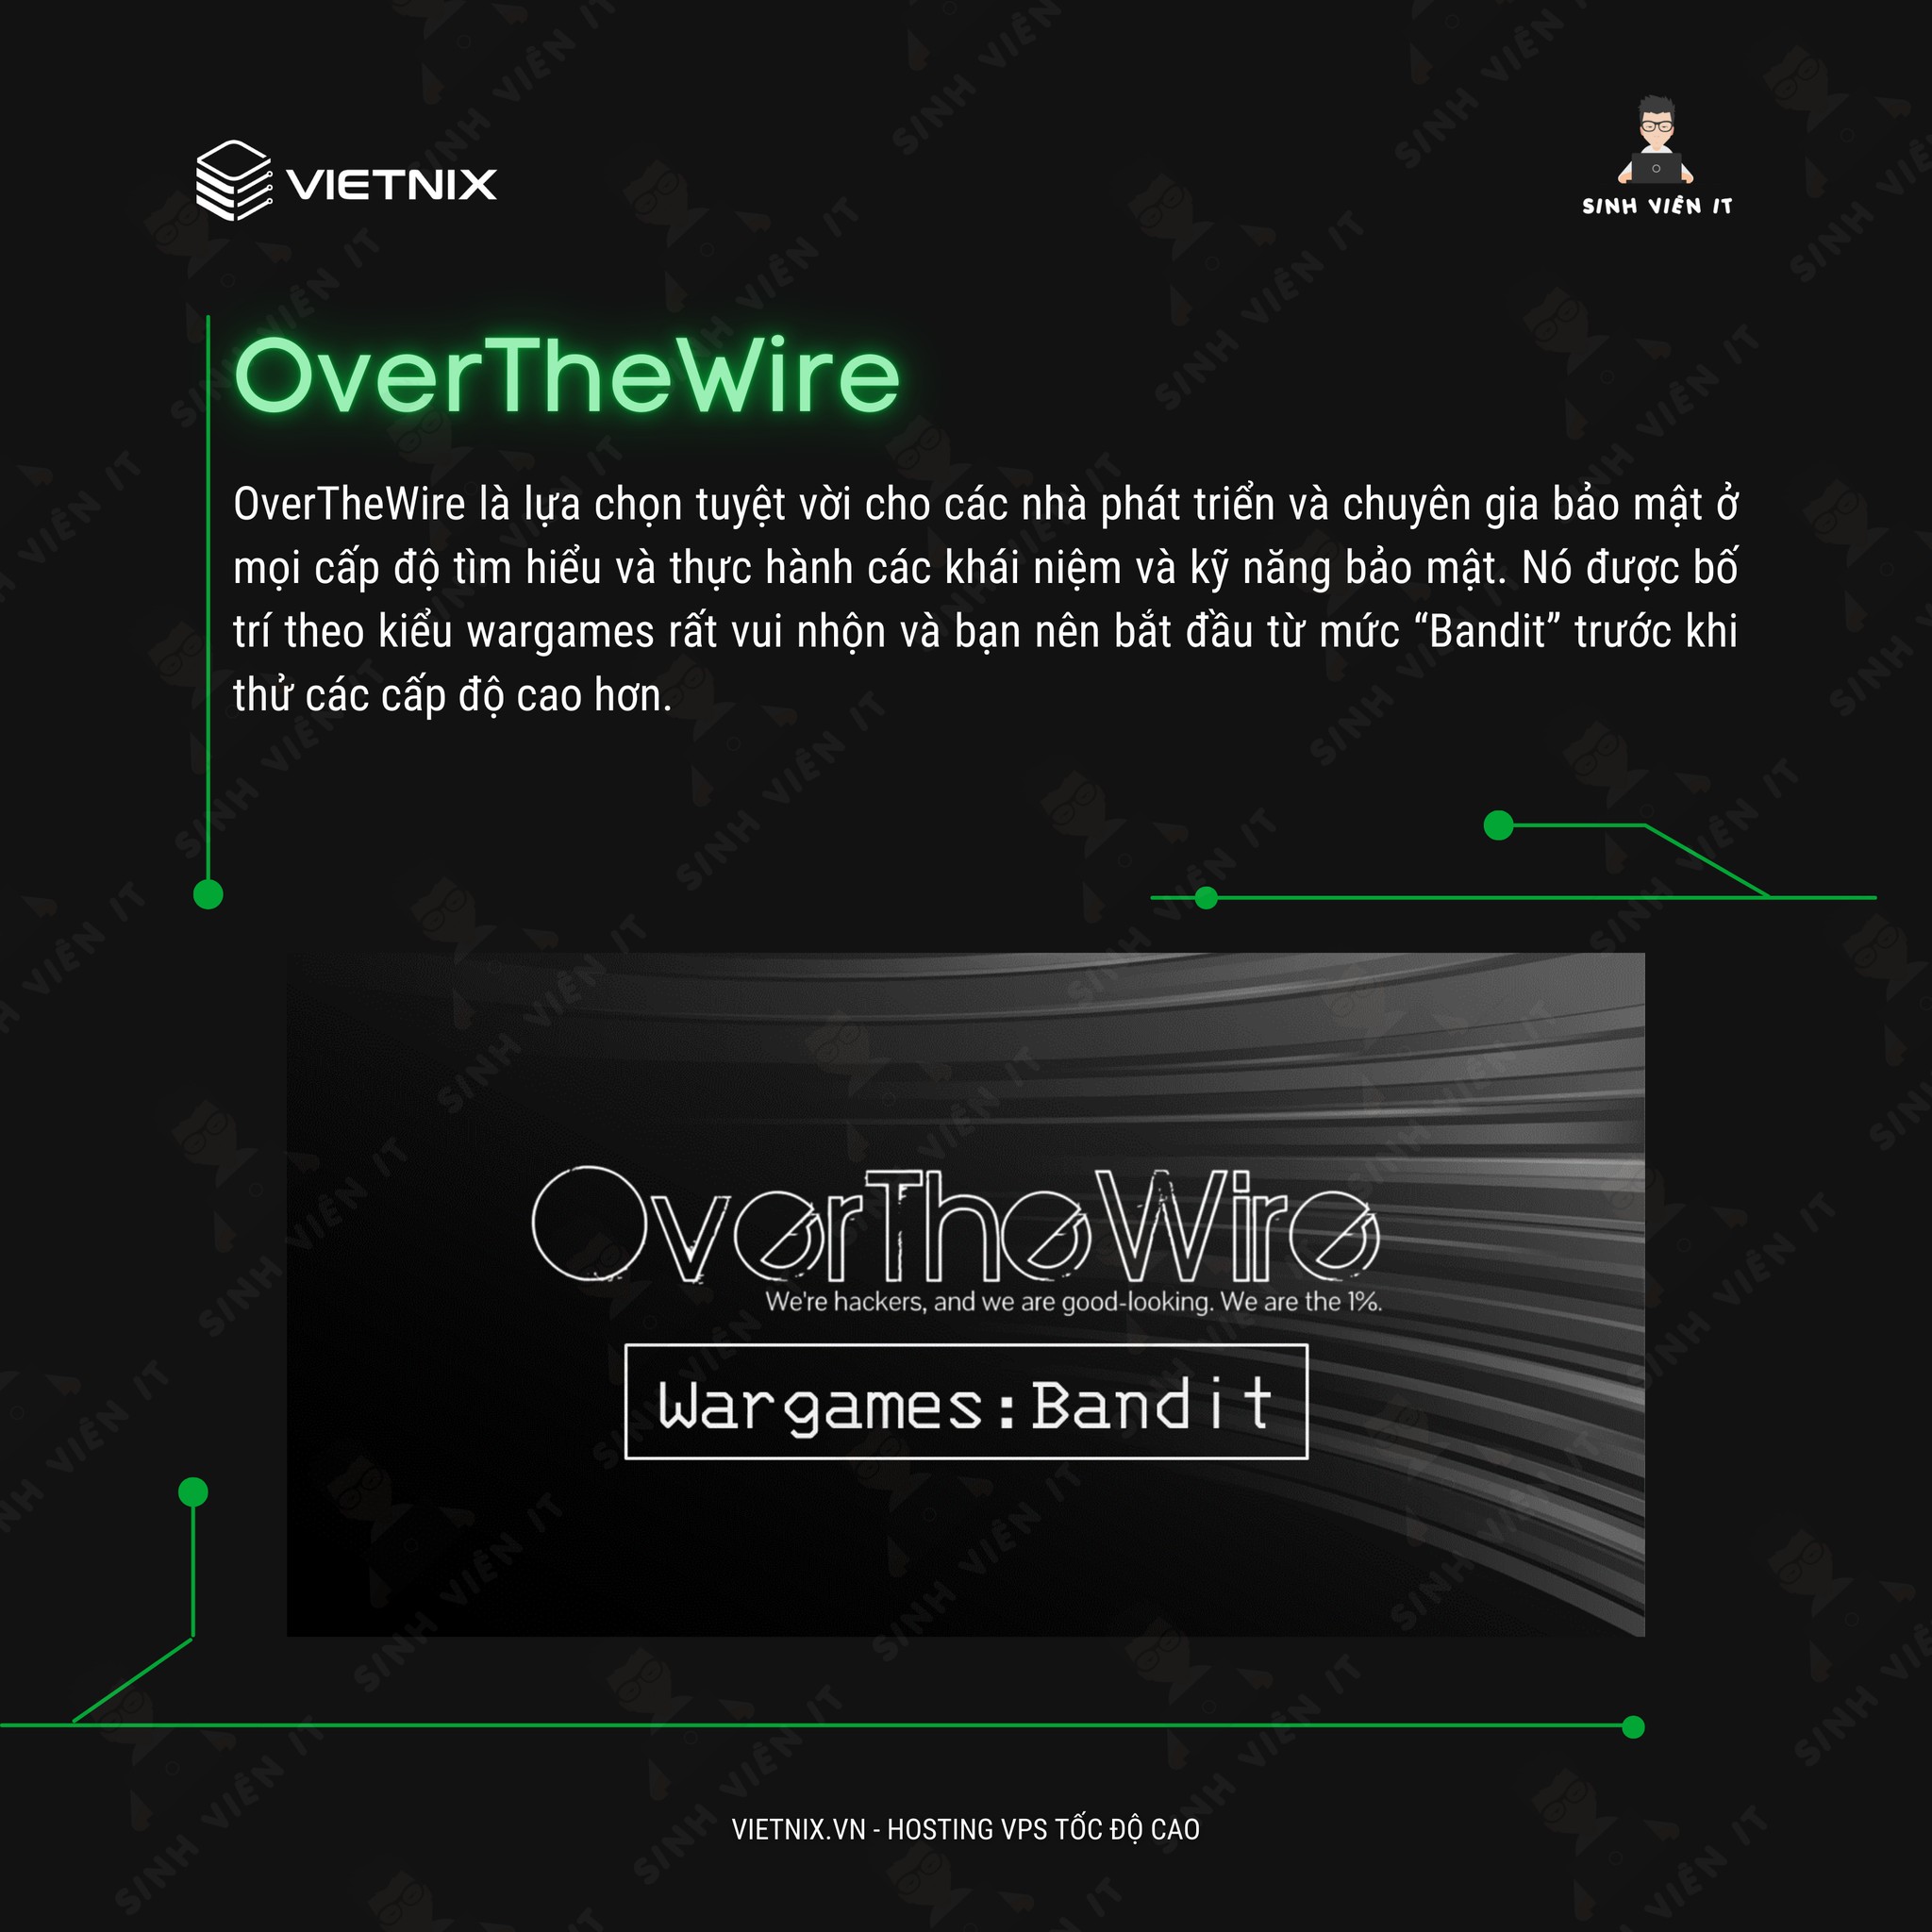 VIETNIX
SINH VIÊN IT
OverTheWire
OverTheWire là lựa chọn tuyệt vời cho các nhà phát triển và chuyên gia bảo mật ở
mọi cấp độ tìm hiểu và thực hành các khái niệm và kỹ năng bảo mật. Nó được bố
trí theo kiểu wargames rất vui nhộn và bạn nên bắt đầu từ mức “Bandit” trước khi
thử các cấp độ cao hơn.
OverTheWire
We're hackers, and we are good-looking. We are the 1%.
Wargames:Bandit
VIETNIX.VN - HOSTING VPS TỐC ĐỘ CAO